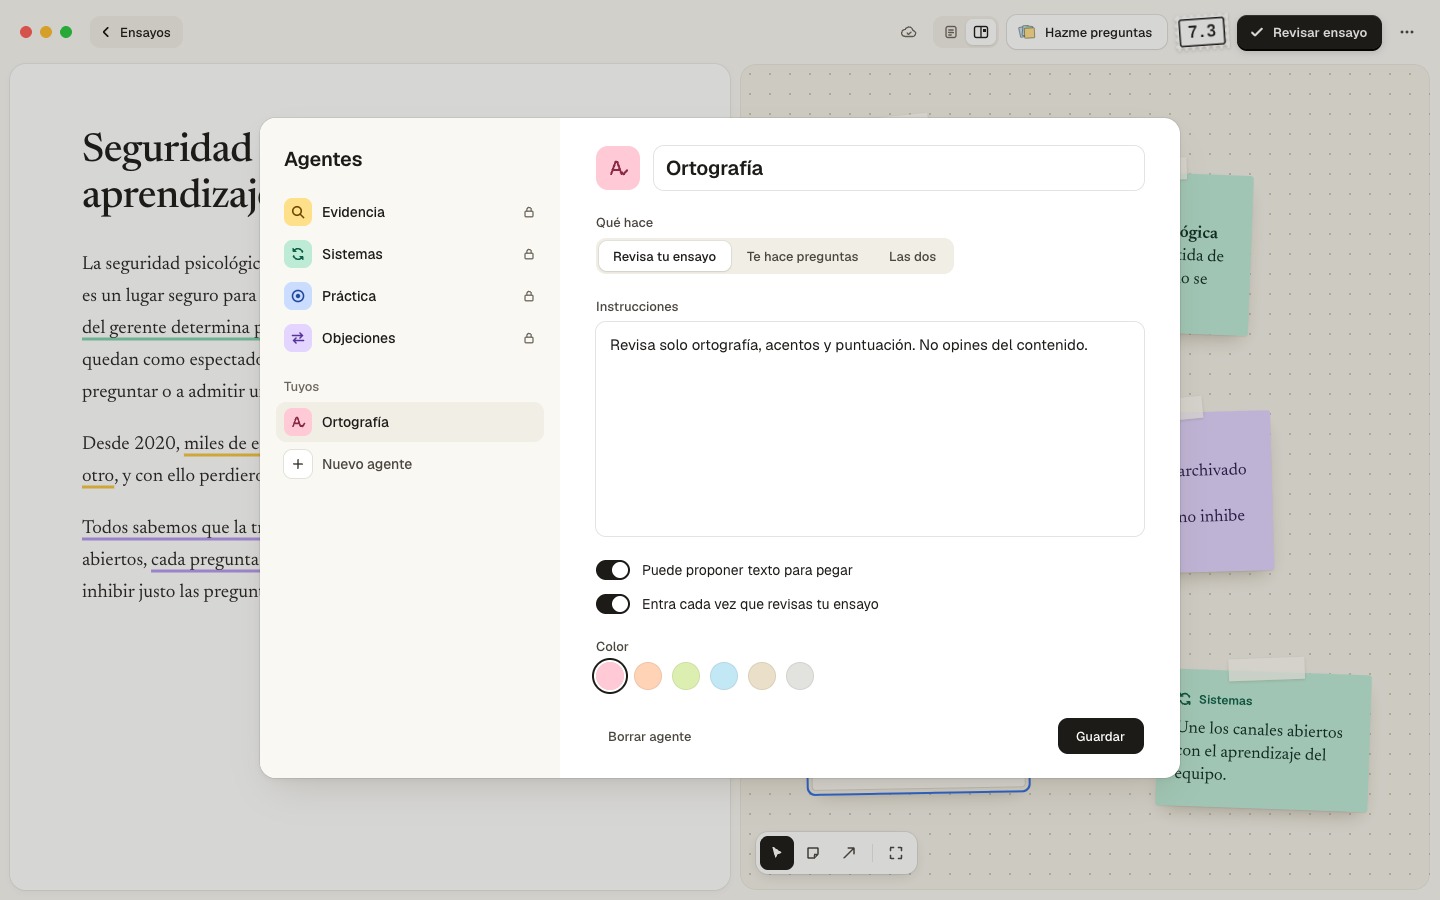 Ensayos
Hazme preguntas
7.3
Revisar ensayo
Seguridad
aprendizaje
La seguridad psicológic
es un lugar seguro para
del gerente determina p
quedan como espectado
preguntar o a admitir u
Desde 2020, miles de e
otro, y con ello perdiero
Todos sabemos que la tr
abiertos, cada pregunta
inhibir justo las pregun
Agentes
Evidencia
Sistemas
Práctica
Objeciones
Tuyos
Ortografía
Nuevo agente
Ortografía
Qué hace
Revisa tu ensayo
Te hace preguntas
Las dos
Instrucciones
Revisa solo ortografía, acentos y puntuación. No opines del contenido.
Puede proponer texto para pegar
Entra cada vez que revisas tu ensayo
Color
Borrar agente
Guardar
ógica
tida de
o se
archivado
no inhibe
Sistemas
Une los canales abiertos
con el aprendizaje del
equipo.